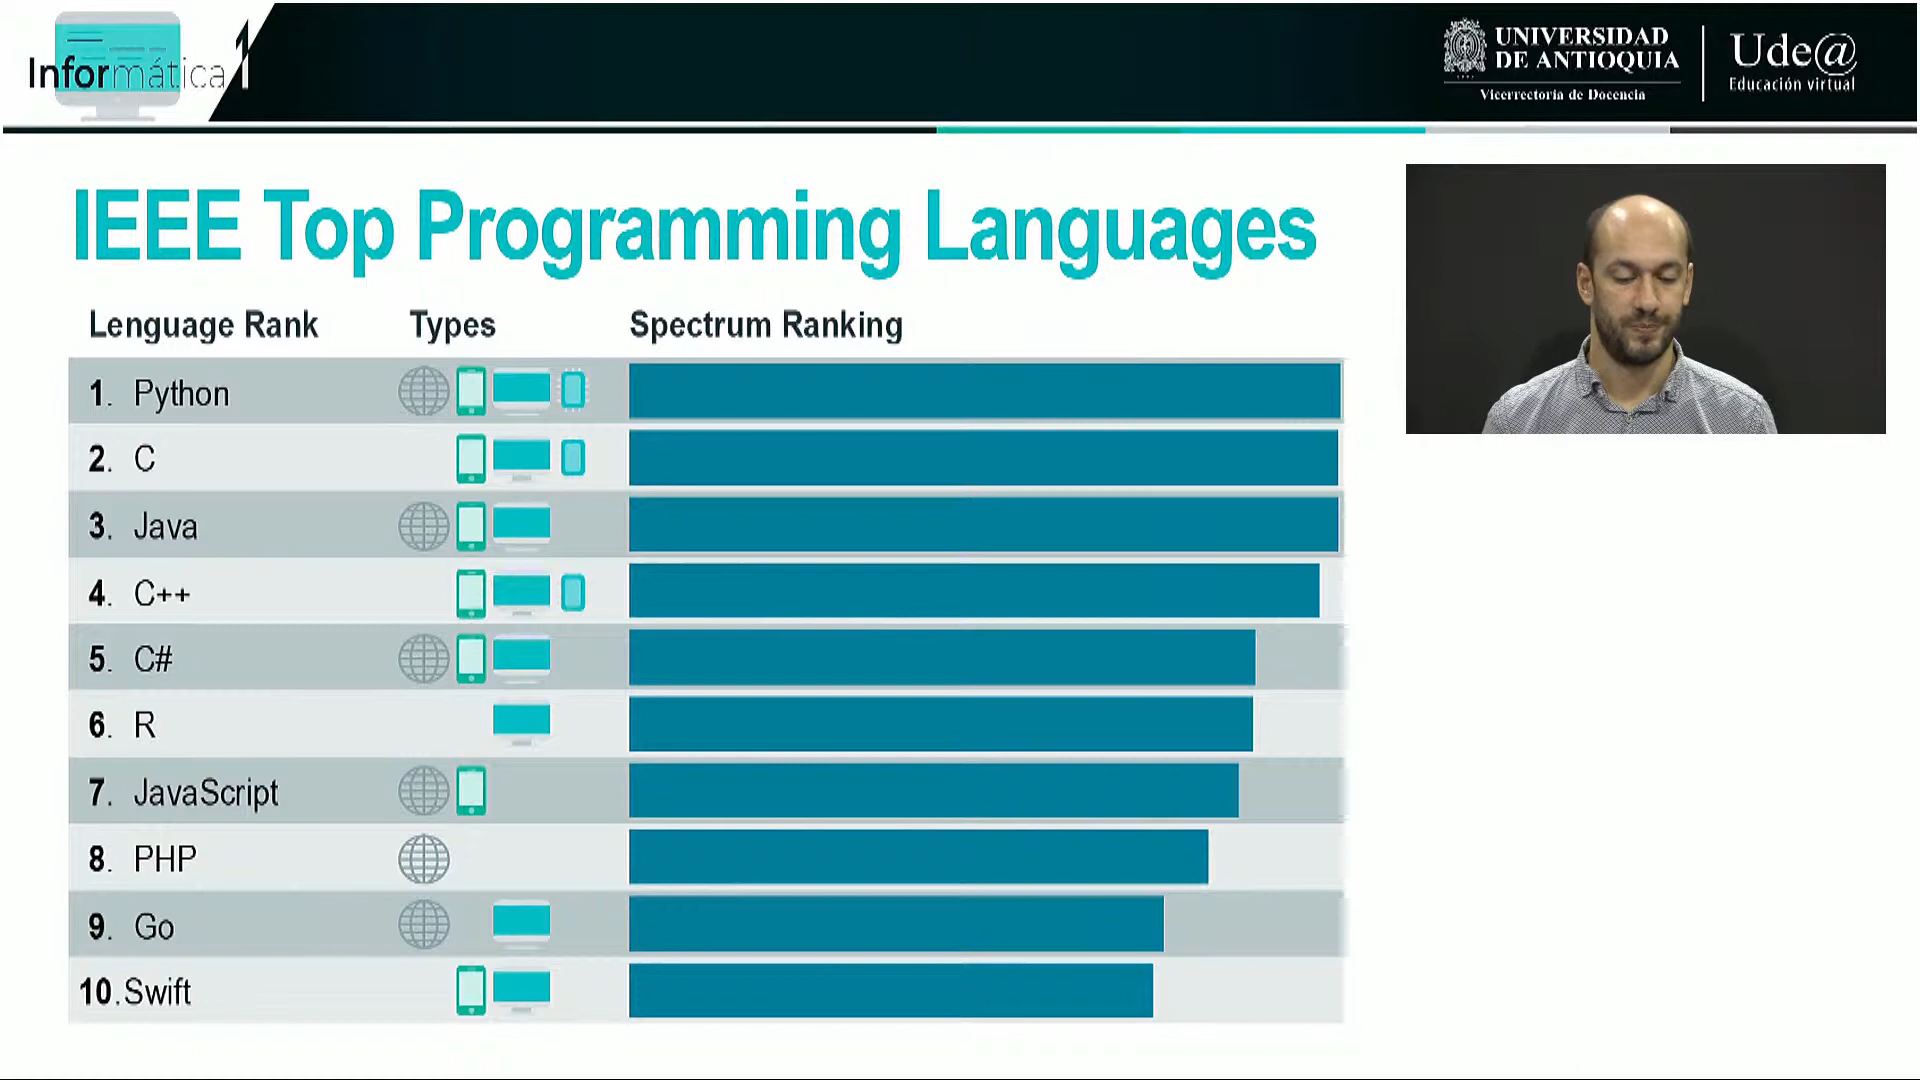 Informática 1
UNIVERSIDAD
DE ANTIOQUIA
Vicerrectoría de Docencia
Ude@
Educación virtual
IEEE Top Programming Languages
Lenguage Rank Types Spectrum Ranking
1. Python
2. C
3. Java
4. C++
5. C#
6. R
7. JavaScript
8. PHP
9. Go
10. Swift